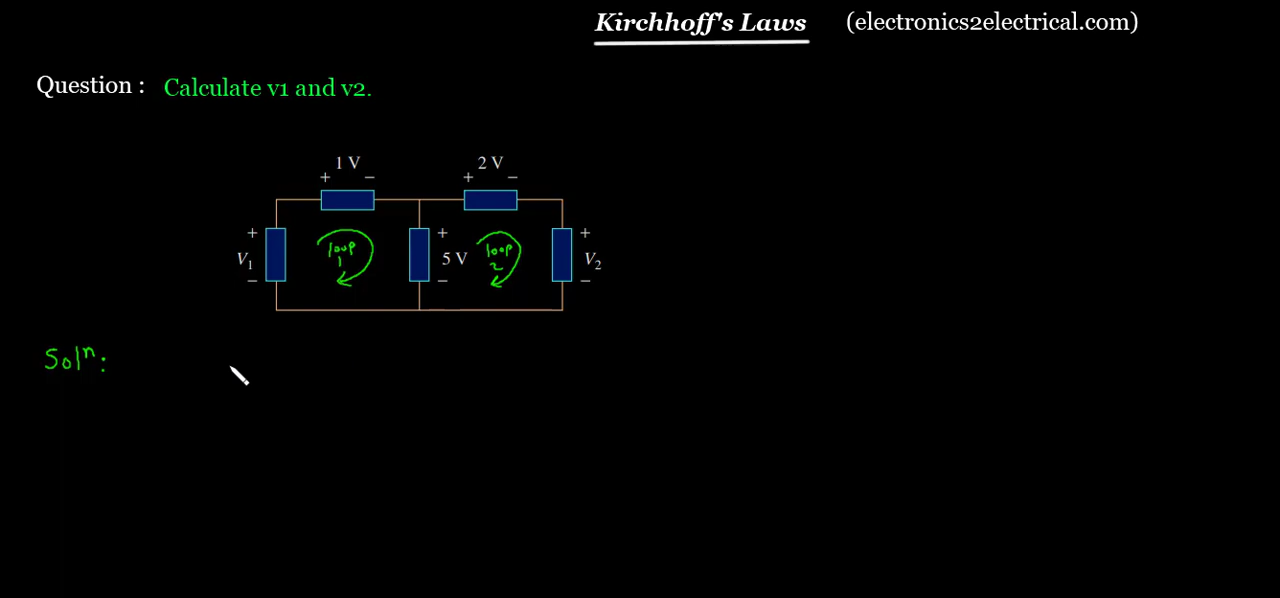 Kirchhoff's Laws (electronics2electrical.com)
Question : Calculate v1 and v2.
1 V 2 V
+ − + −
+ + +
V1 loop 1 5 V loop 2 V2
− − −
Solⁿ: